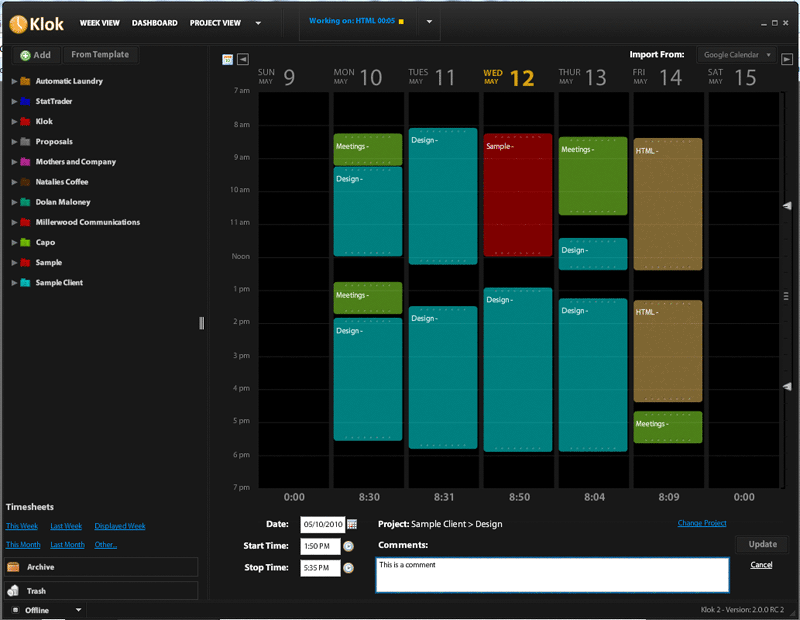 Klok WEEK VIEW DASHBOARD PROJECT VIEW Working on: HTML 00:05
Add From Template Import From: Google Calendar
Automatic Laundry
StatTrader
Klok
Proposals
Mothers and Company
Natalies Coffee
Dolan Maloney
Millerwood Communications
Capo
Sample
Sample Client
SUN MAY 9 MON MAY 10 TUES MAY 11 WED MAY 12 THUR MAY 13 FRI MAY 14 SAT MAY 15
7 am
8 am
9 am
10 am
11 am
Noon
1 pm
2 pm
3 pm
4 pm
5 pm
6 pm
7 pm
Meetings -
Design -
Meetings -
Design -
Design -
Design -
Sample -
Design -
Meetings -
Design -
Design -
HTML -
HTML -
Meetings -
0:00 8:30 8:31 8:50 8:04 8:09 0:00
Timesheets
This Week Last Week Displayed Week
This Month Last Month Other...
Archive
Trash
Offline
Date: 05/10/2010 Project: Sample Client > Design Change Project
Start Time: 1:50 PM Comments: Update
Stop Time: 5:35 PM This is a comment Cancel
Klok 2 - Version: 2.0.0 RC 2